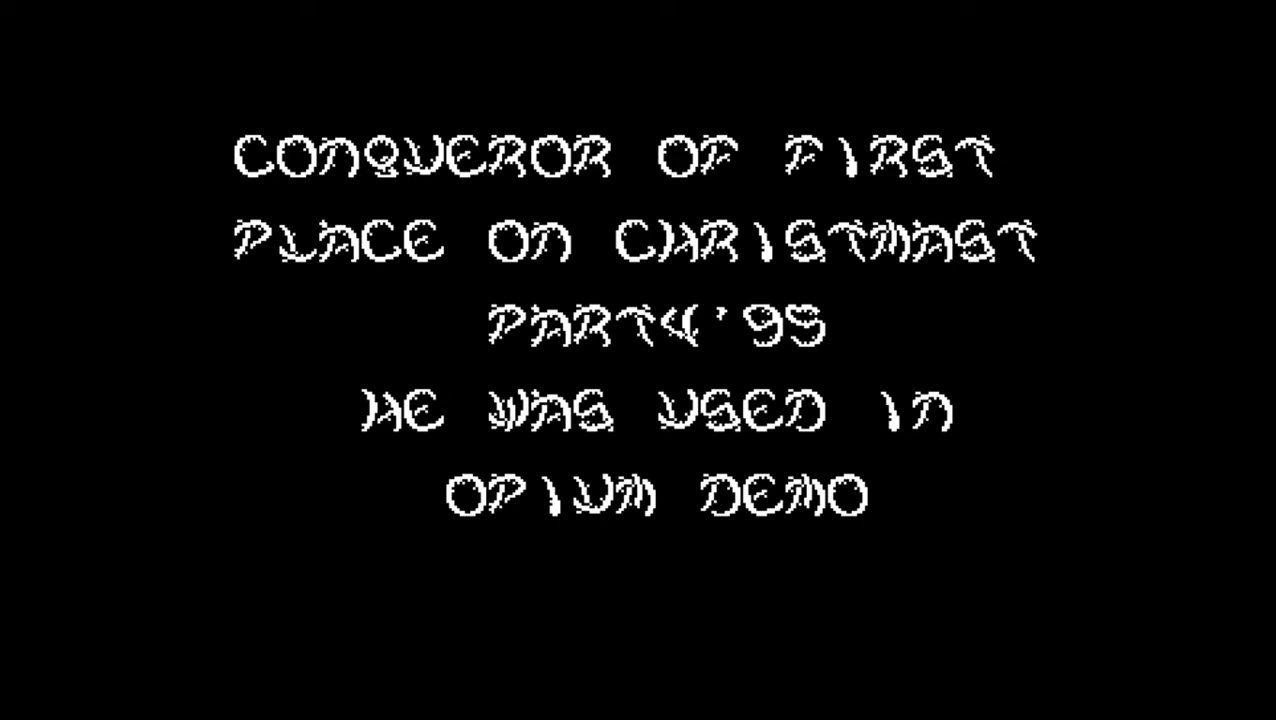 CONQUEROR OF FIRST
PLACE ON CHRISTMAST
PARTY'95
HE WAS USED IN
OPIUM DEMO